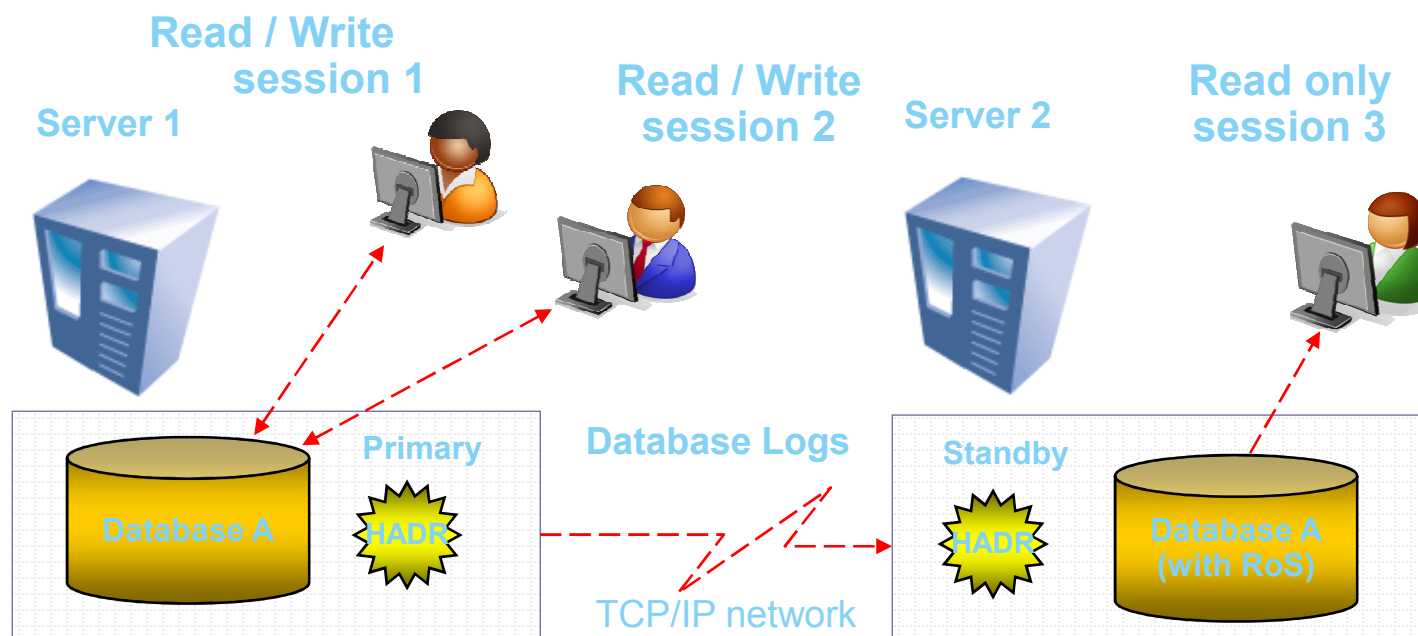 Read / Write
session 1
Server 1
Read / Write
session 2
Server 2
Read only
session 3
Primary
Database A
HADR
Database Logs
TCP/IP network
Standby
HADR
Database A
(with RoS)